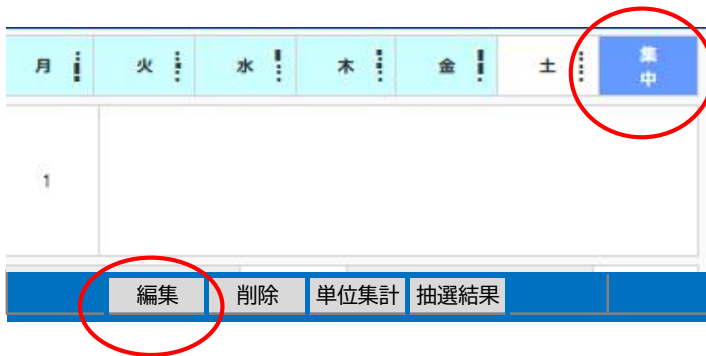 月 火 水 木 金 土 集中
1
編集 削除 単位集計 抽選結果